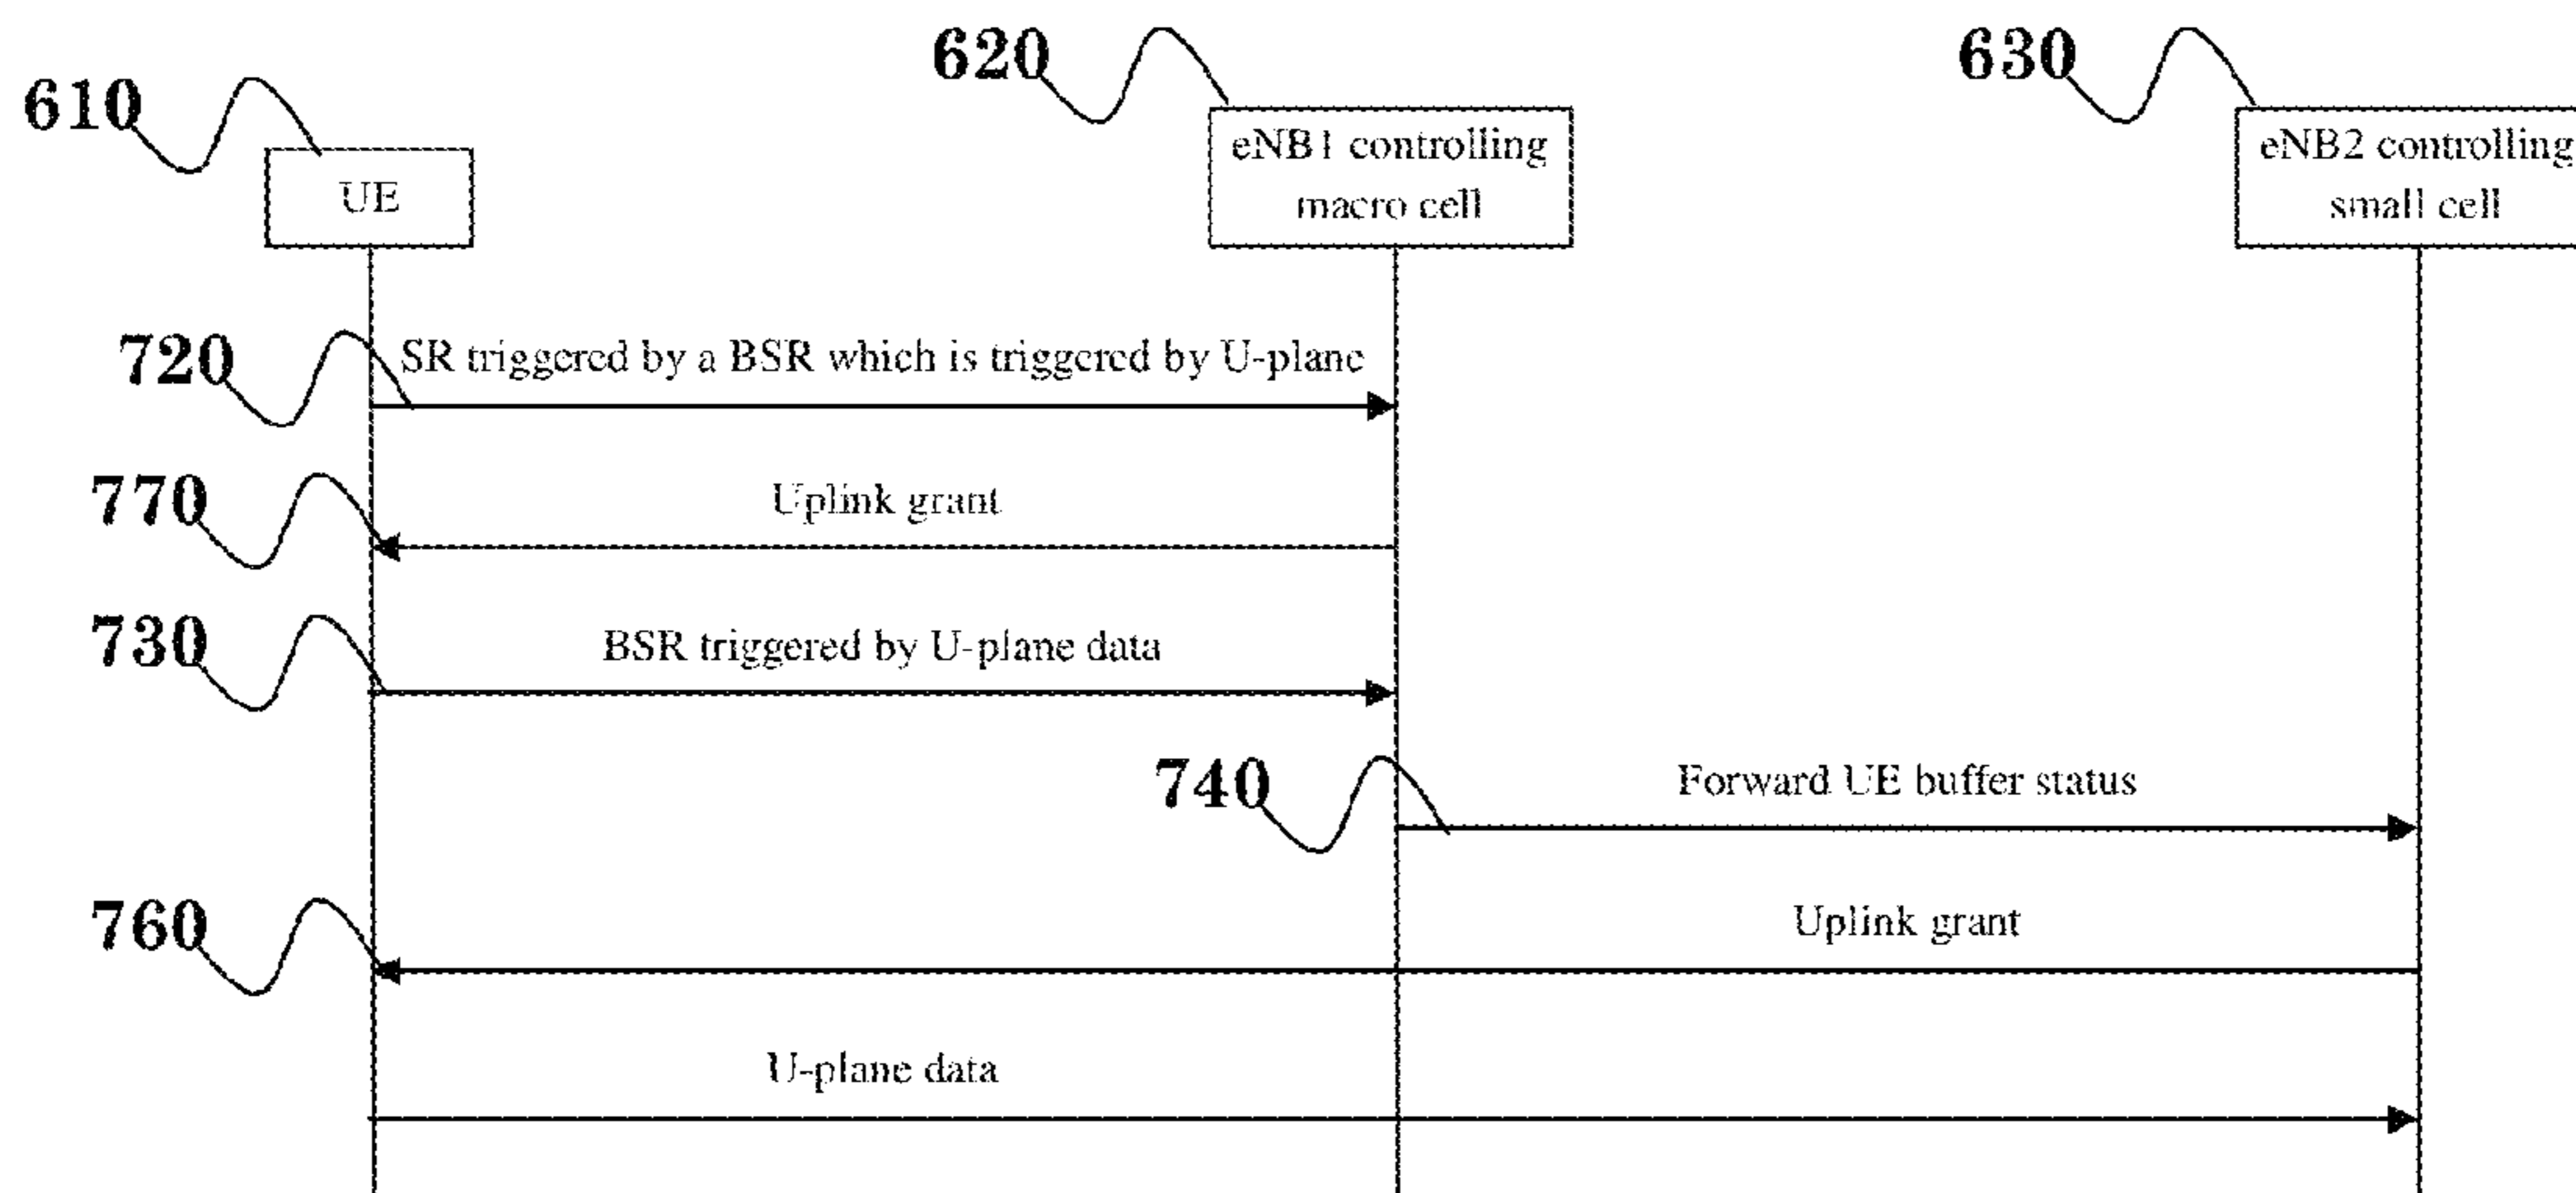 620
630
610
eNB1 controlling
macro cell
eNB2 controlling
small cell
UE
720
SR triggered by a BSR which is triggered by U-plane
770
Uplink grant
730
BSR triggered by U-plane data
740
Forward UE buffer status
760
Uplink grant
U-plane data